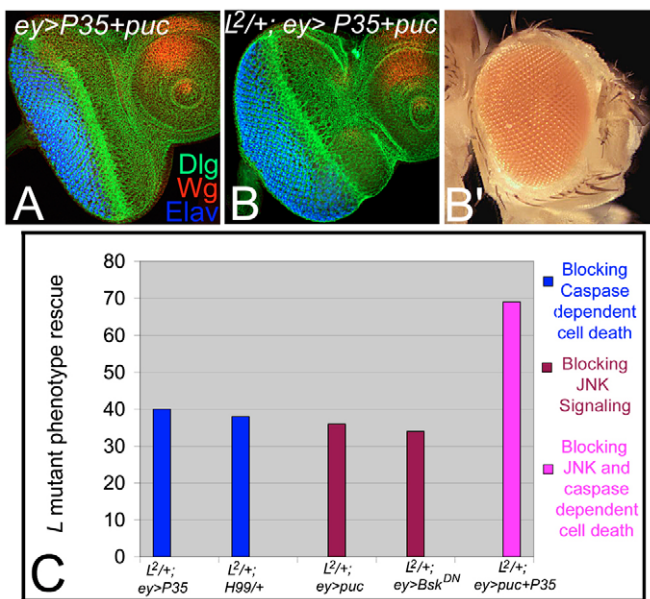 ey>P35+puc
L²/+; ey> P35+puc
Dlg
Wg
Elav
A
B
B'
L mutant phenotype rescue
80
70
60
50
40
30
20
10
0
L²/+;
ey>P35
L²/+;
H99/+
L²/+;
ey>puc
L²/+;
ey>Bskᴰᴺ
L²/+;
ey>puc+P35
Blocking
Caspase
dependent
cell death
Blocking
JNK
Signaling
Blocking
JNK and
caspase
dependent
cell death
C